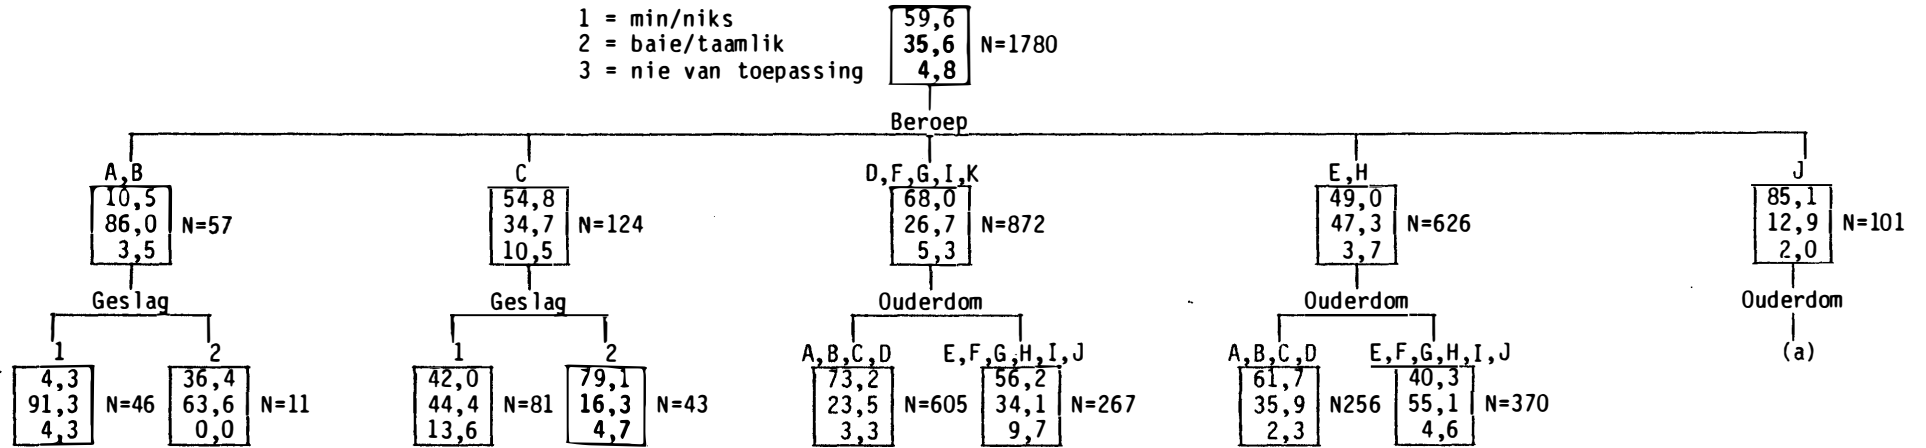 1 = min/niks 59,6
2 = baie/taamlik 35,6 N=1780
3 = nie van toepassing 4,8
Beroep
A,B C D,F,G,I,K E,H J
10,5 54,8 68,0 49,0 85,1
86,0 N=57 34,7 N=124 26,7 N=872 47,3 N=626 12,9 N=101
3,5 10,5 5,3 3,7 2,0
Geslag Geslag Ouderdom Ouderdom Ouderdom
1 2 1 2 A,B,C,D E,F,G,H,I,J A,B,C,D E,F,G,H,I,J (a)
4,3 36,4 42,0 79,1 73,2 56,2 61,7 40,3
91,3 N=46 63,6 N=11 44,4 N=81 16,3 N=43 23,5 N=605 34,1 N=267 35,9 N256 55,1 N=370
4,3 0,0 13,6 4,7 3,3 9,7 2,3 4,6